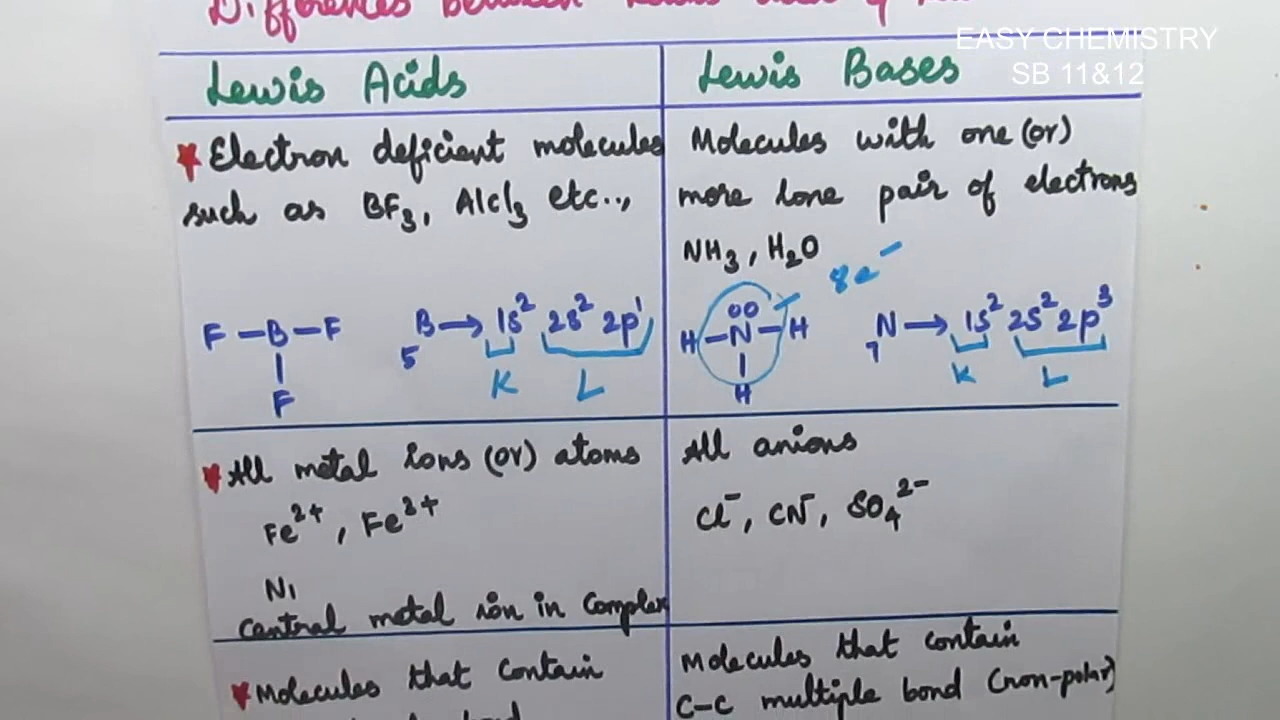 Differences between
EASY CHEMISTRY
SB 11&12
Lewis Acids
Lewis Bases
Electron deficient molecules
such as BF₃, AlCl₃ etc..,
F – B – F
F
₅B → 1s² 2s² 2p¹
K L
Molecules with one (or)
more lone pair of electrons
NH₃, H₂O
8e⁻
H – N – H
H
₇N → 1s² 2s² 2p³
K L
All metal ions (or) atoms
Fe²⁺, Fe³⁺
Ni
Central metal ion in Complex
All anions
Cl⁻, CN⁻, SO₄²⁻
Molecules that contain
bond
Molecules that contain
C–C multiple bond (non-polar)